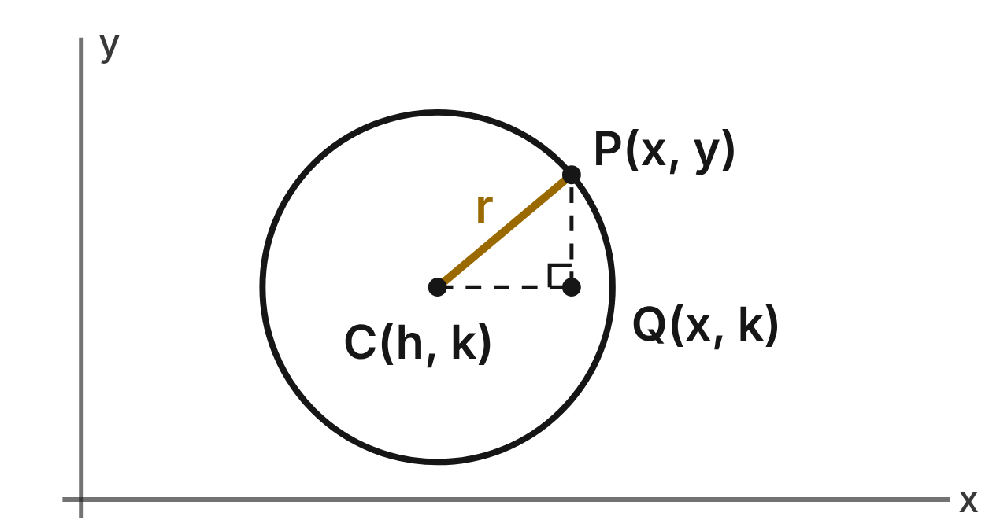 y
P(x, y)
r
C(h, k)
Q(x, k)
x